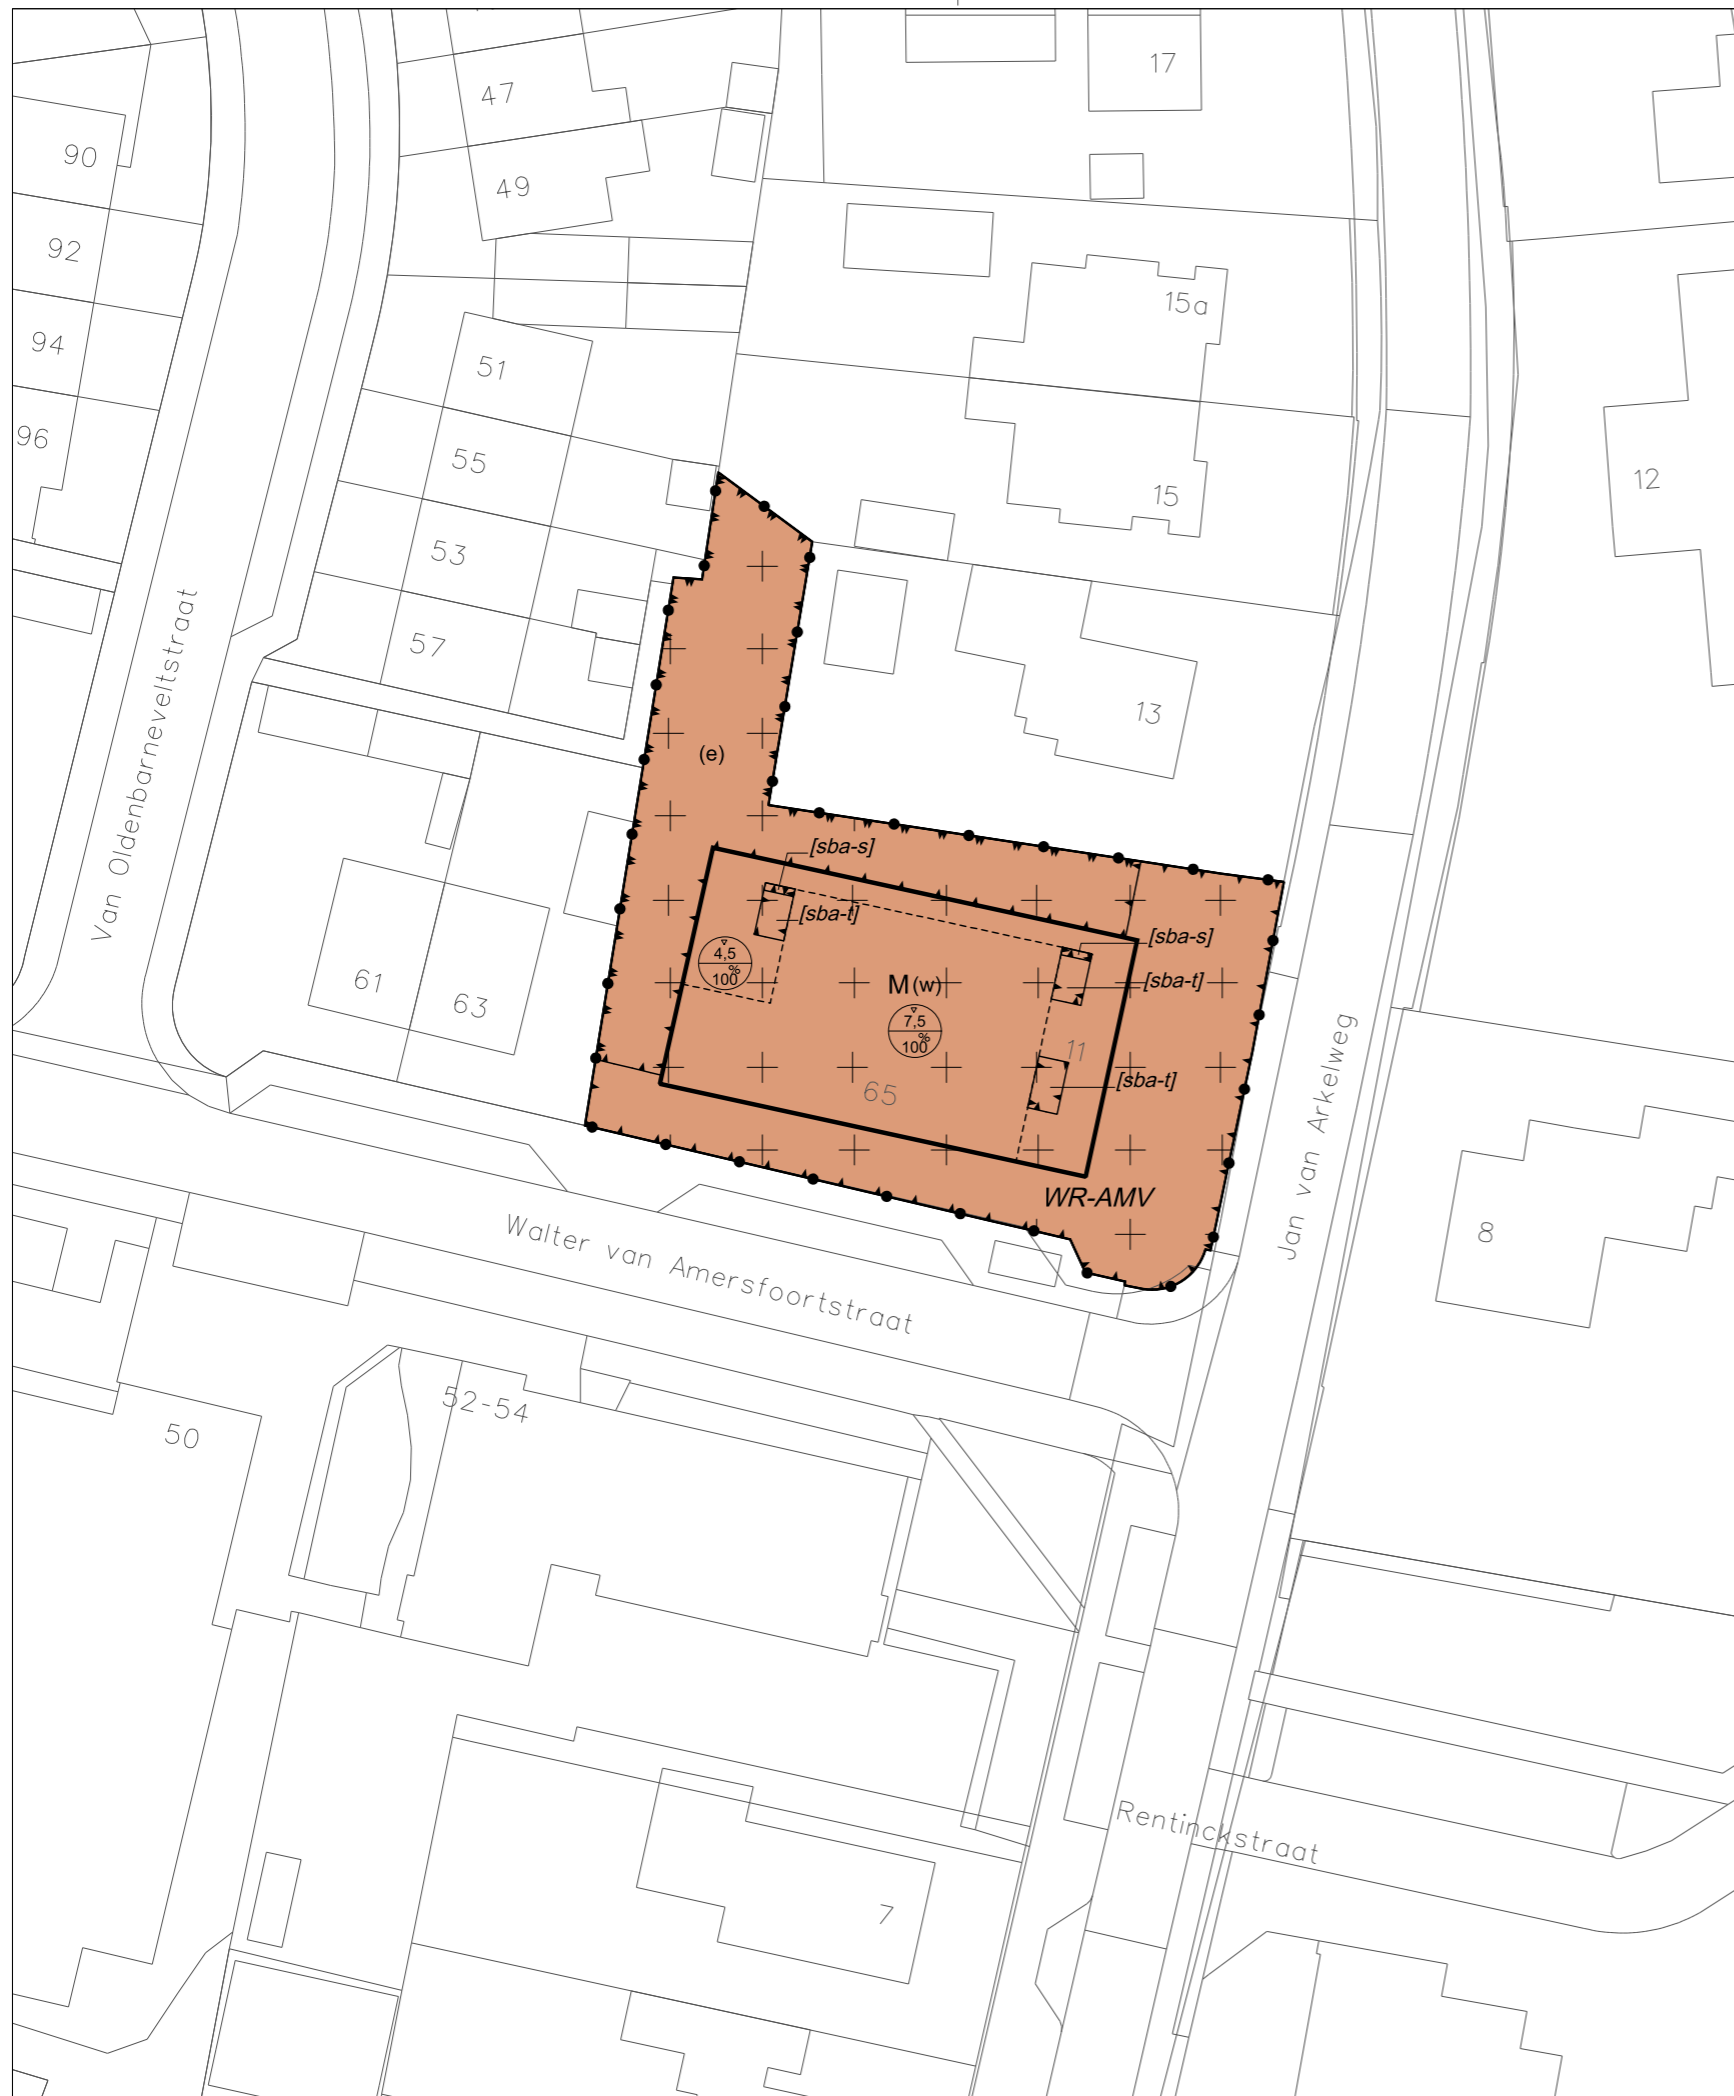 17
47
90
49
92
15a
94
51
96
55
15
12
53
57
13
Van Oldenbarneveltstraat
(e)
[sba-s]
[sba-t]
[sba-s]
4,5
100%
M(w)
[sba-t]
61
63
7,5
100%
11
[sba-t]
65
Jan van Arkelweg
WR-AMV
8
Walter van Amersfoortstraat
52-54
50
Rentinckstraat
7